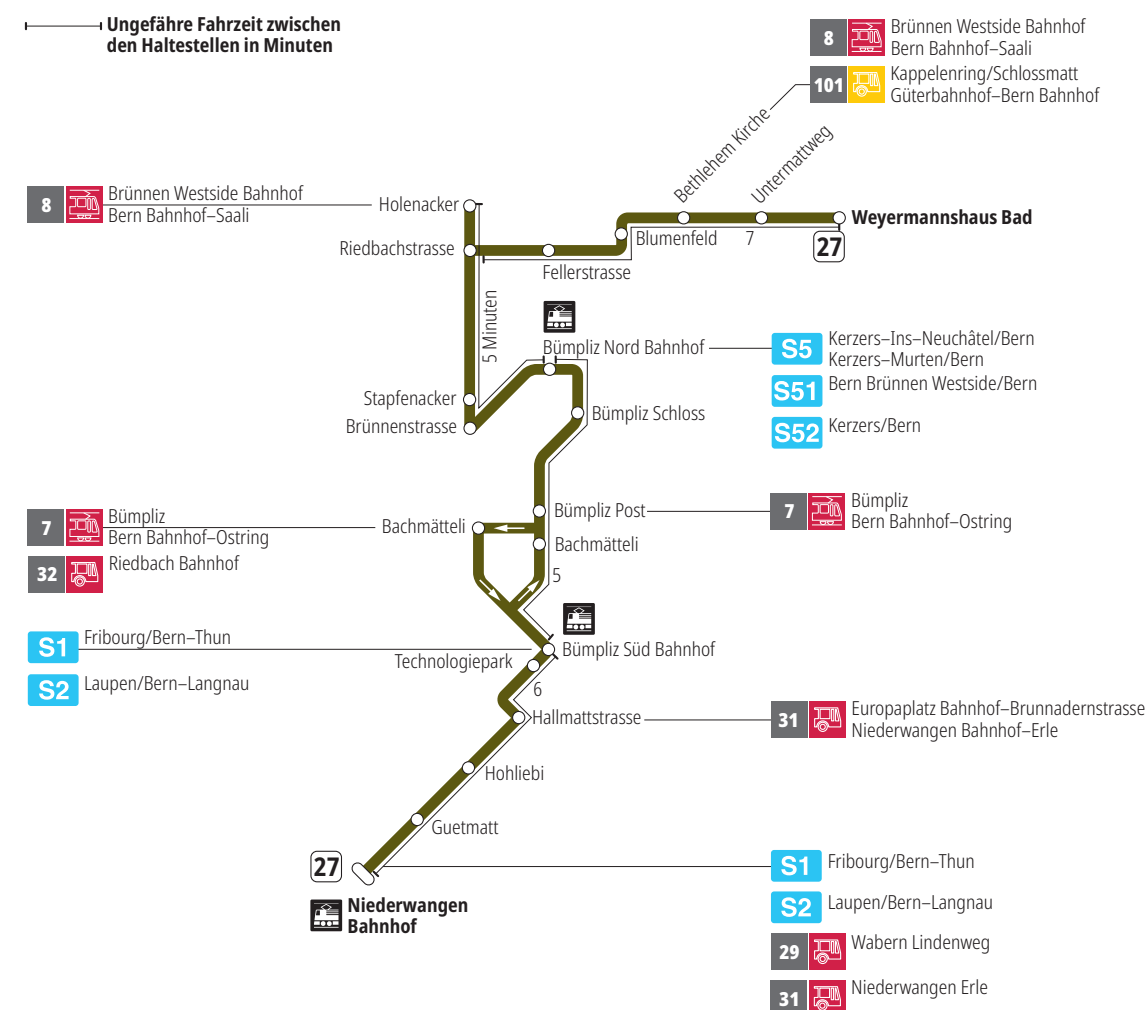 Ungefähre Fahrzeit zwischen
den Haltestellen in Minuten
8
Brünnen Westside Bahnhof
Bern Bahnhof–Saali
101
Kappelenring/Schlossmatt
Güterbahnhof–Bern Bahnhof
Bethlehem Kirche
Untermattweg
8
Brünnen Westside Bahnhof
Bern Bahnhof–Saali
Holenacker
Weyermannshaus Bad
Riedbachstrasse
Blumenfeld
7
27
Fellerstrasse
5 Minuten
Bümpliz Nord Bahnhof
S5
Kerzers–Ins–Neuchâtel/Bern
Kerzers–Murten/Bern
S51
Bern Brünnen Westside/Bern
S52
Kerzers/Bern
Stapfenacker
Bümpliz Schloss
Brünnenstrasse
7
Bümpliz
Bern Bahnhof–Ostring
32
Riedbach Bahnhof
Bachmätteli
Bümpliz Post
7
Bümpliz
Bern Bahnhof–Ostring
Bachmätteli
5
S1
Fribourg/Bern–Thun
S2
Laupen/Bern–Langnau
Bümpliz Süd Bahnhof
Technologiepark
6
Hallmattstrasse
31
Europaplatz Bahnhof–Brunnadernstrasse
Niederwangen Bahnhof–Erle
Hohliebi
Guetmatt
27
Niederwangen
Bahnhof
S1
Fribourg/Bern–Thun
S2
Laupen/Bern–Langnau
29
Wabern Lindenweg
31
Niederwangen Erle